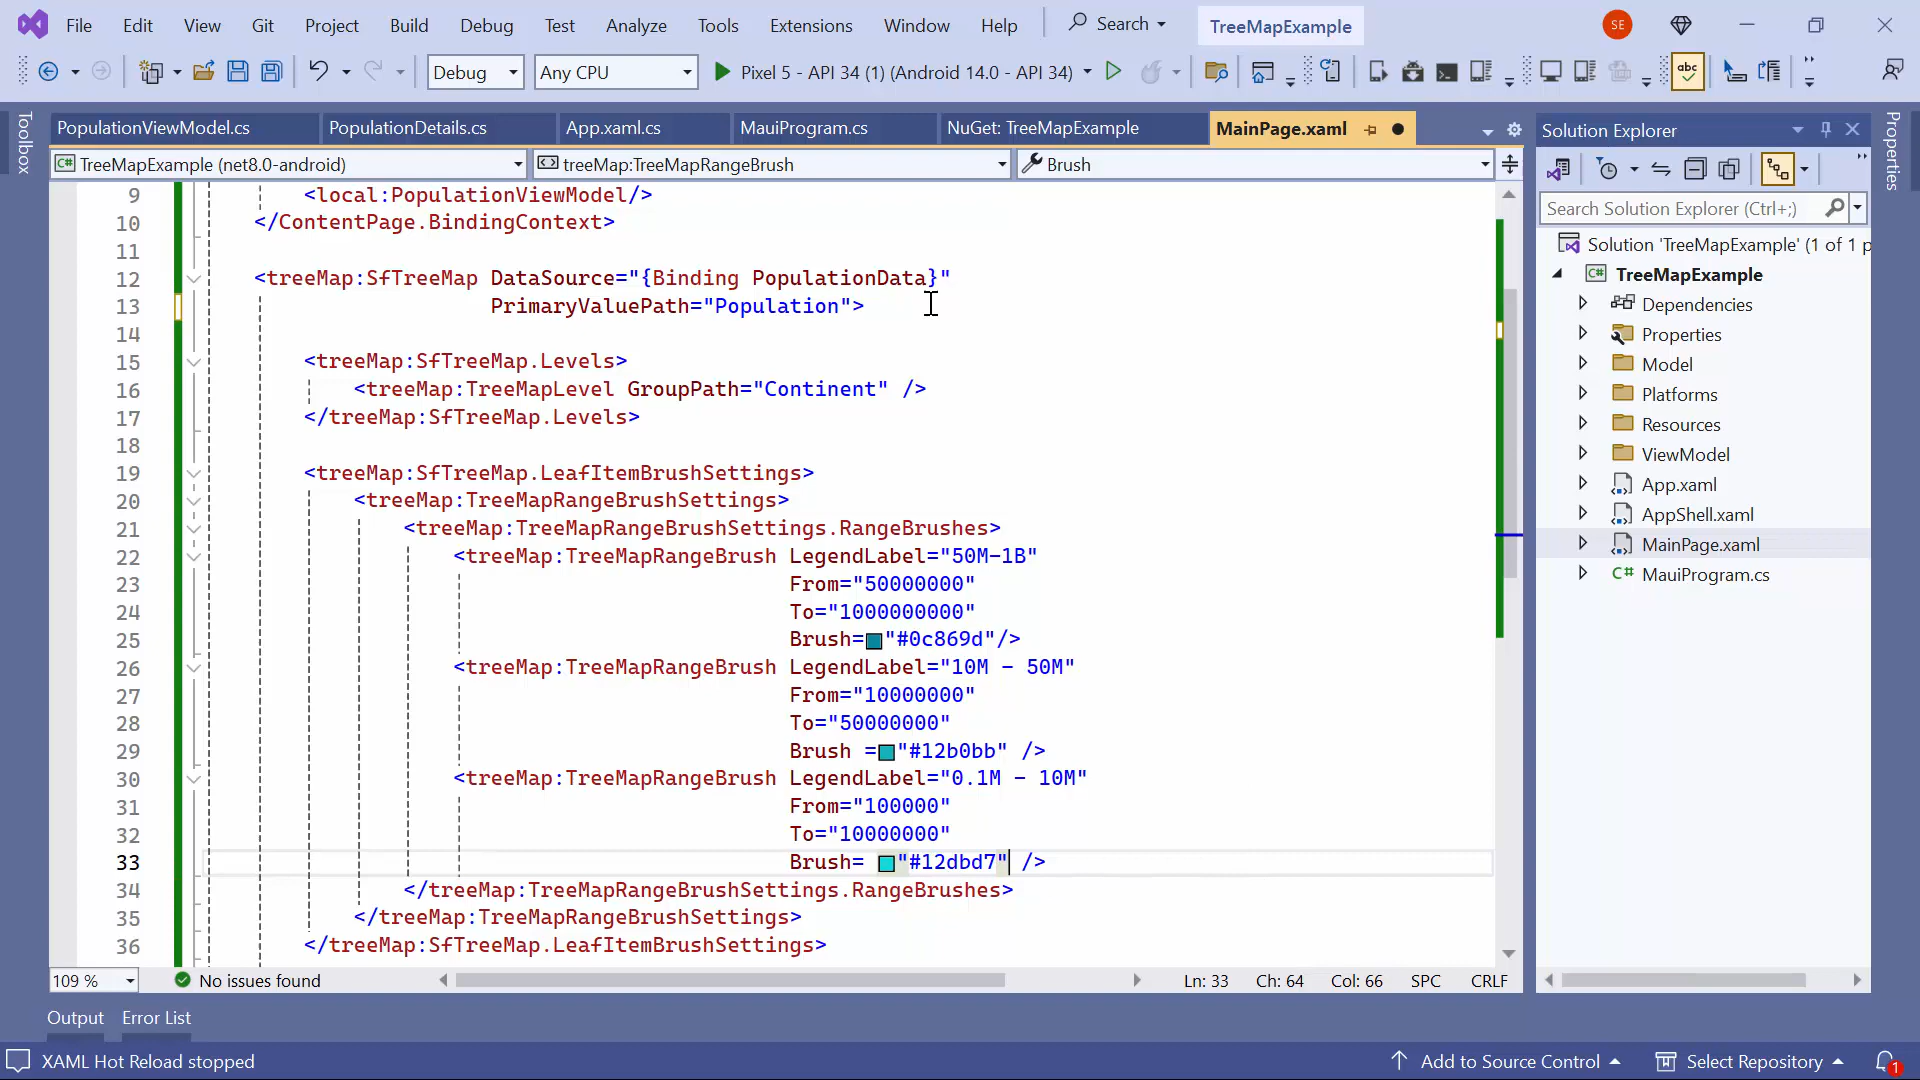 File Edit View Git Project Build Debug Test Analyze Tools Extensions Window Help Search TreeMapExample SE
Debug Any CPU Pixel 5 - API 34 (1) (Android 14.0 - API 34) abc
Toolbox
PopulationViewModel.cs PopulationDetails.cs App.xaml.cs MauiProgram.cs NuGet: TreeMapExample MainPage.xaml
TreeMapExample (net8.0-android) treeMap:TreeMapRangeBrush Brush
9 <local:PopulationViewModel/>
10 </ContentPage.BindingContext>
11
12 <treeMap:SfTreeMap DataSource="{Binding PopulationData}"
13 PrimaryValuePath="Population">
14
15 <treeMap:SfTreeMap.Levels>
16 <treeMap:TreeMapLevel GroupPath="Continent" />
17 </treeMap:SfTreeMap.Levels>
18
19 <treeMap:SfTreeMap.LeafItemBrushSettings>
20 <treeMap:TreeMapRangeBrushSettings>
21 <treeMap:TreeMapRangeBrushSettings.RangeBrushes>
22 <treeMap:TreeMapRangeBrush LegendLabel="50M-1B"
23 From="50000000"
24 To="1000000000"
25 Brush="#0c869d"/>
26 <treeMap:TreeMapRangeBrush LegendLabel="10M - 50M"
27 From="10000000"
28 To="50000000"
29 Brush ="#12b0bb" />
30 <treeMap:TreeMapRangeBrush LegendLabel="0.1M - 10M"
31 From="100000"
32 To="10000000"
33 Brush= "#12dbd7" />
34 </treeMap:TreeMapRangeBrushSettings.RangeBrushes>
35 </treeMap:TreeMapRangeBrushSettings>
36 </treeMap:SfTreeMap.LeafItemBrushSettings>
109 % No issues found Ln: 33 Ch: 64 Col: 66 SPC CRLF
Solution Explorer
Search Solution Explorer (Ctrl+;)
Solution 'TreeMapExample' (1 of 1 p
TreeMapExample
Dependencies
Properties
Model
Platforms
Resources
ViewModel
App.xaml
AppShell.xaml
MainPage.xaml
C# MauiProgram.cs
Properties
Output Error List
XAML Hot Reload stopped Add to Source Control Select Repository 1